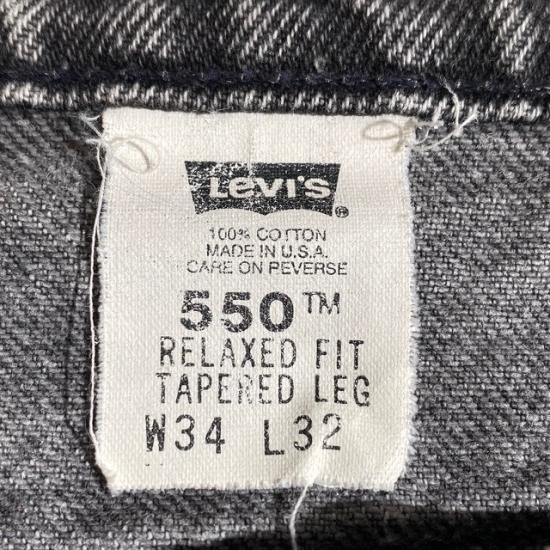 Levi's ®
100% COTTON
MADE IN U.S.A.
CARE ON REVERSE
550™
RELAXED FIT
TAPERED LEG
W34 L32